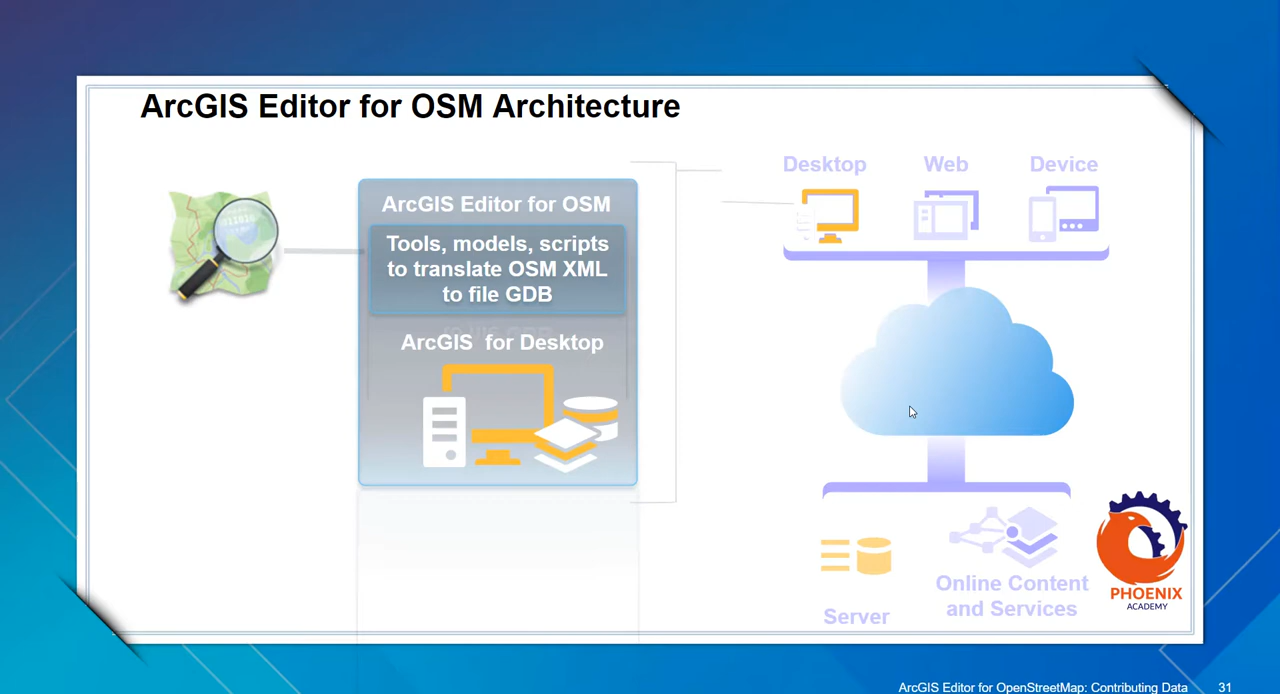 ArcGIS Editor for OSM Architecture
ArcGIS Editor for OSM
Tools, models, scripts
to translate OSM XML
to file GDB
ArcGIS for Desktop
Desktop
Web
Device
Server
Online Content
and Services
PHOENIX
ACADEMY
ArcGIS Editor for OpenStreetMap: Contributing Data
31